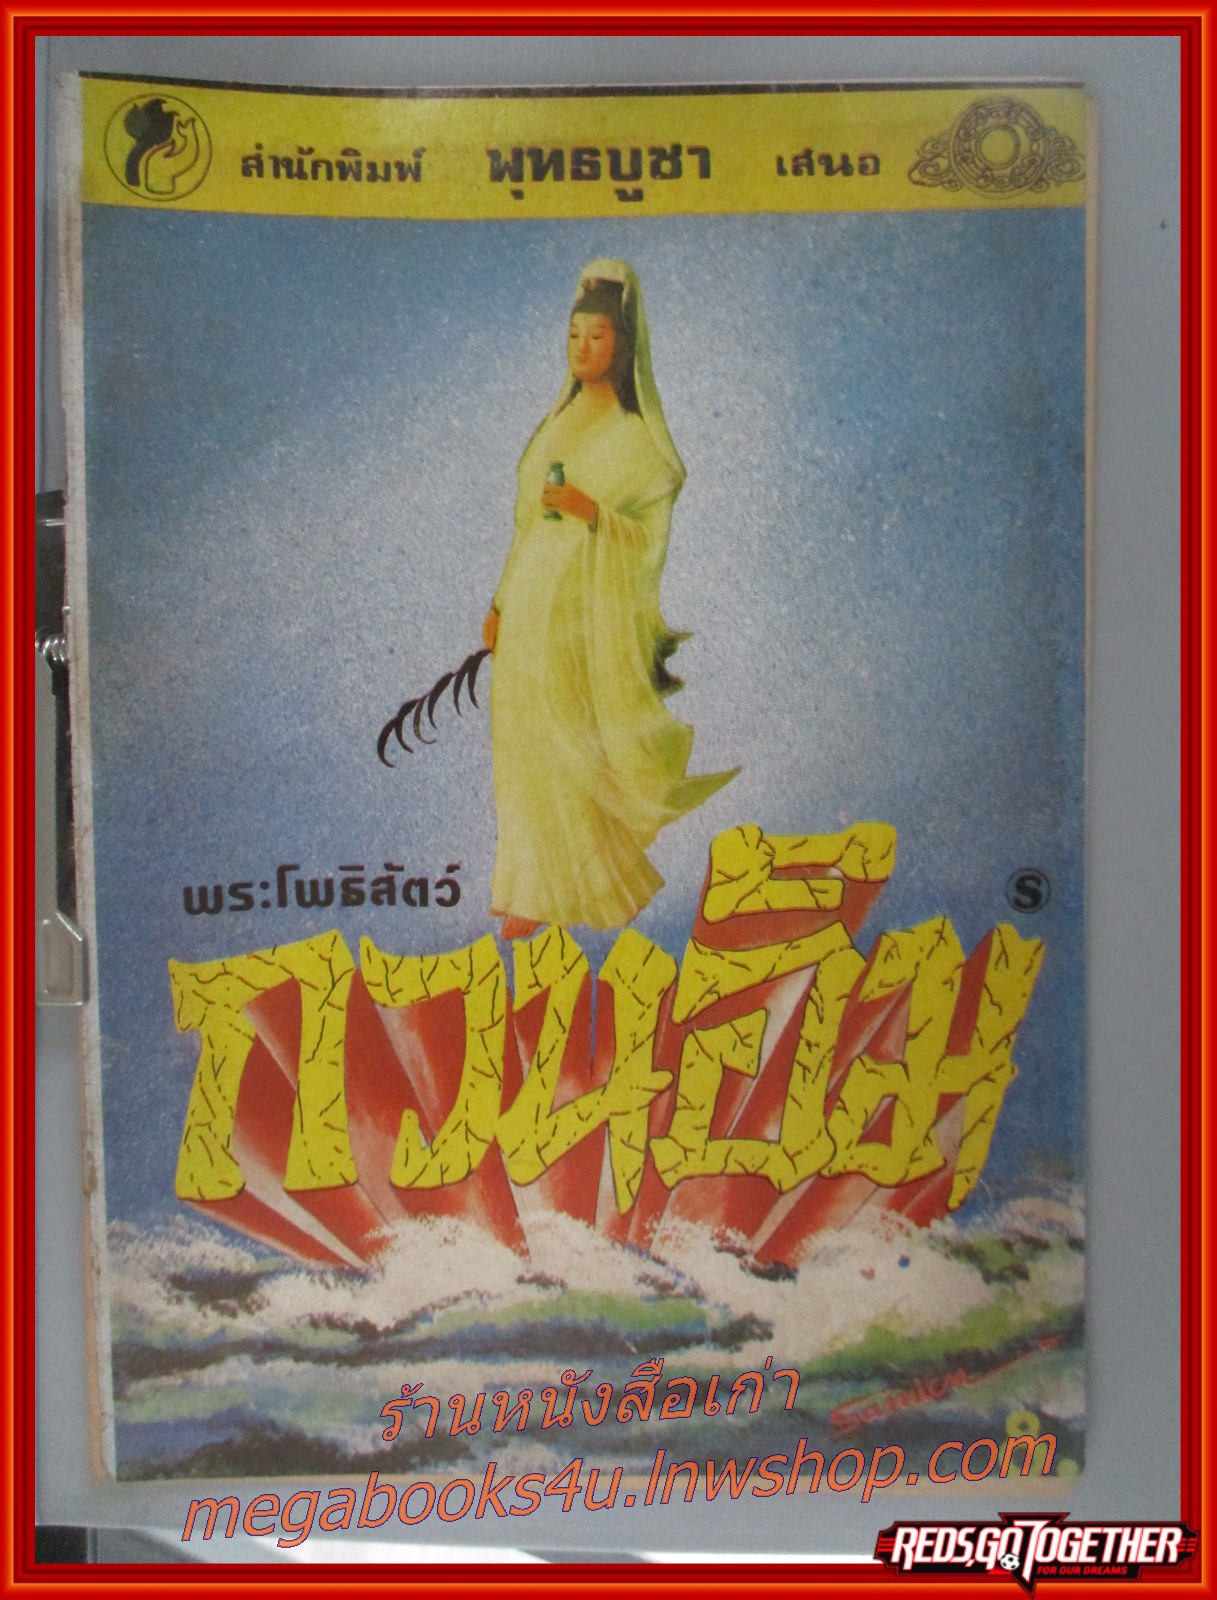 สำนักพิมพ์ พุทธบูชา เสนอ
พระโพธิสัตว์
S
กวนอิม
ร้านหนังสือเก่า
megabooks4u.lnwshop.com
REDS,GO TOGETHER
FOR OUR DREAMS